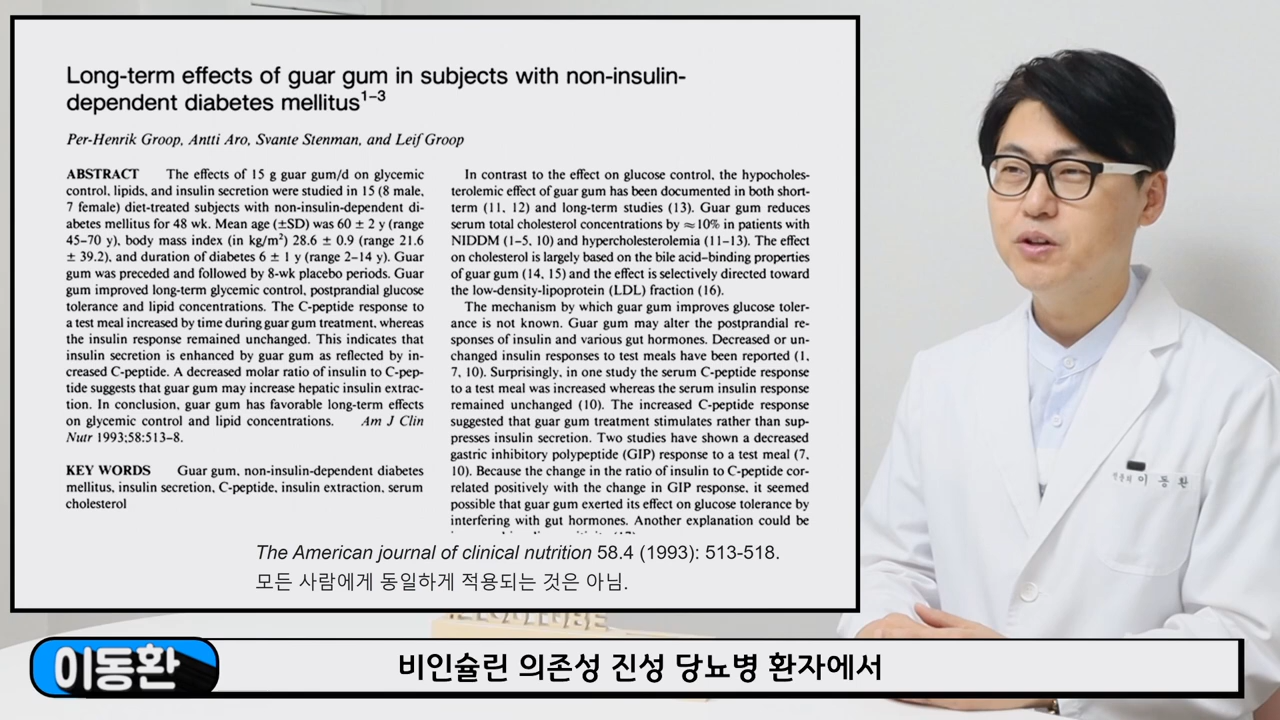 Long-term effects of guar gum in subjects with non-insulin-
dependent diabetes mellitus1–3
Per-Henrik Groop, Antti Aro, Svante Stenman, and Leif Groop
ABSTRACT The effects of 15 g guar gum/d on glycemic
control, lipids, and insulin secretion were studied in 15 (8 male,
7 female) diet-treated subjects with non-insulin-dependent di-
abetes mellitus for 48 wk. Mean age (±SD) was 60 ± 2 y (range
45–70 y), body mass index (in kg/m²) 28.6 ± 0.9 (range 21.6
± 39.2), and duration of diabetes 6 ± 1 y (range 2–14 y). Guar
gum was preceded and followed by 8-wk placebo periods. Guar
gum improved long-term glycemic control, postprandial glucose
tolerance and lipid concentrations. The C-peptide response to
a test meal increased by time during guar gum treatment, whereas
the insulin response remained unchanged. This indicates that
insulin secretion is enhanced by guar gum as reflected by in-
creased C-peptide. A decreased molar ratio of insulin to C-pep-
tide suggests that guar gum may increase hepatic insulin extrac-
tion. In conclusion, guar gum has favorable long-term effects
on glycemic control and lipid concentrations. Am J Clin
Nutr 1993;58:513–8.
KEY WORDS Guar gum, non-insulin-dependent diabetes
mellitus, insulin secretion, C-peptide, insulin extraction, serum
cholesterol
In contrast to the effect on glucose control, the hypocholes-
terolemic effect of guar gum has been documented in both short-
term (11, 12) and long-term studies (13). Guar gum reduces
serum total cholesterol concentrations by ≈10% in patients with
NIDDM (1–5, 10) and hypercholesterolemia (11–13). The effect
on cholesterol is largely based on the bile acid–binding properties
of guar gum (14, 15) and the effect is selectively directed toward
the low-density-lipoprotein (LDL) fraction (16).
The mechanism by which guar gum improves glucose toler-
ance is not known. Guar gum may alter the postprandial re-
sponses of insulin and various gut hormones. Decreased or un-
changed insulin responses to test meals have been reported (1,
7, 10). Surprisingly, in one study the serum C-peptide response
to a test meal was increased whereas the serum insulin response
remained unchanged (10). The increased C-peptide response
suggested that guar gum treatment stimulates rather than sup-
presses insulin secretion. Two studies have shown a decreased
gastric inhibitory polypeptide (GIP) response to a test meal (7,
10). Because the change in the ratio of insulin to C-peptide cor-
related positively with the change in GIP response, it seemed
possible that guar gum exerted its effect on glucose tolerance by
interfering with gut hormones. Another explanation could be
The American journal of clinical nutrition 58.4 (1993): 513-518.
모든 사람에게 동일하게 적용되는 것은 아님.
이동환
이동환
비인슐린 의존성 진성 당뇨병 환자에서